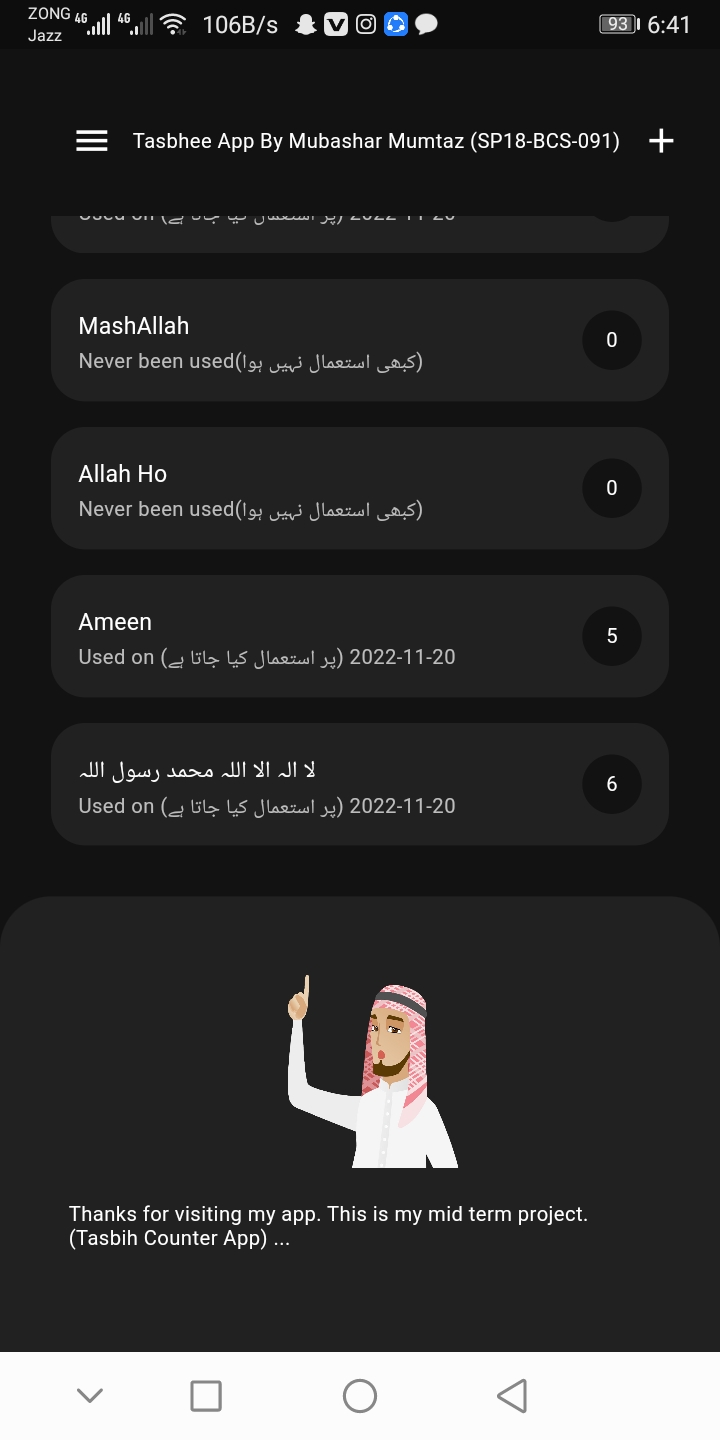 ZONG
Jazz
4G 4G 106B/s 93 6:41
Tasbhee App By Mubashar Mumtaz (SP18-BCS-091)
Used on (پر استعمال کیا جاتا ہے) 2022-11-20
MashAllah
0
Never been used(کبھی استعمال نہیں ہوا)
Allah Ho
0
Never been used(کبھی استعمال نہیں ہوا)
Ameen
5
Used on (پر استعمال کیا جاتا ہے) 2022-11-20
لا الہ الا اللہ محمد رسول اللہ
6
Used on (پر استعمال کیا جاتا ہے) 2022-11-20
Thanks for visiting my app. This is my mid term project.
(Tasbih Counter App) ...